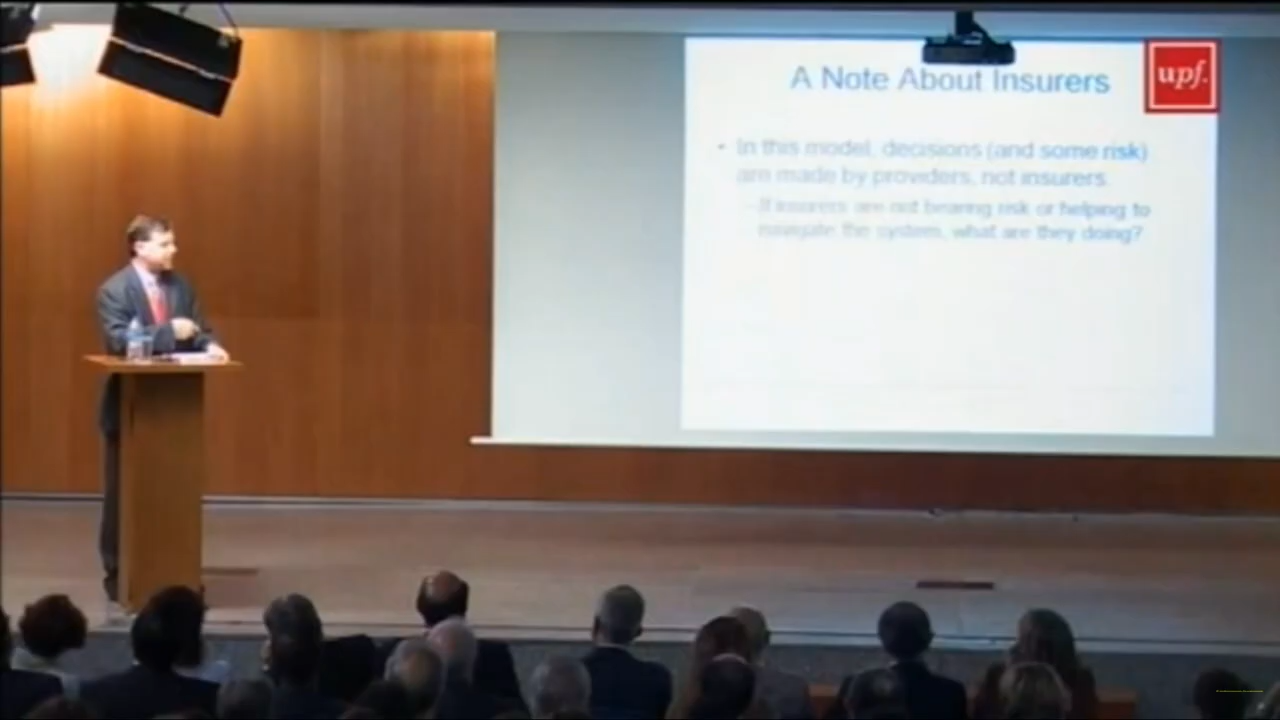 A Note About Insurers
upf.
• In this model, decisions (and some risk)
are made by providers, not insurers.
– If insurers are not bearing risk or helping to
navigate the system, what are they doing?